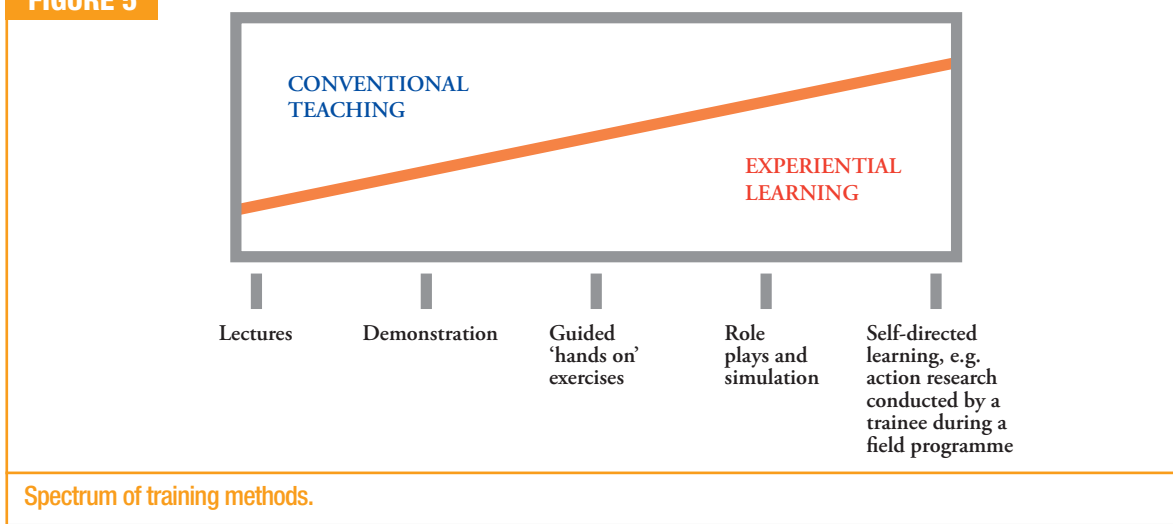 FIGURE 5
CONVENTIONAL
TEACHING
EXPERIENTIAL
LEARNING
Lectures
Demonstration
Guided
‘hands on’
exercises
Role
plays and
simulation
Self-directed
learning, e.g.
action research
conducted by a
trainee during a
field programme
Spectrum of training methods.